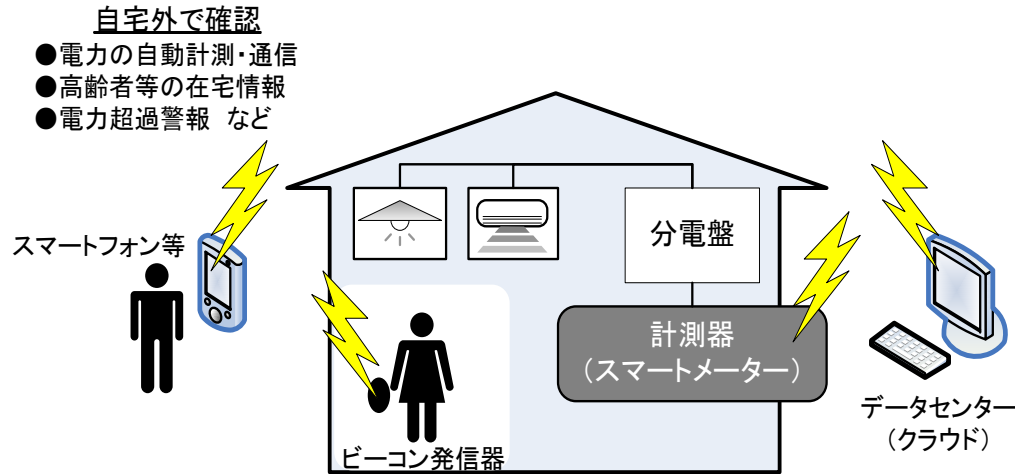 自宅外で確認
●電力の自動計測・通信
●高齢者等の在宅情報
●電力超過警報　など
スマートフォン等
分電盤
計測器
（スマートメーター）
ビーコン発信器
データセンター
（クラウド）